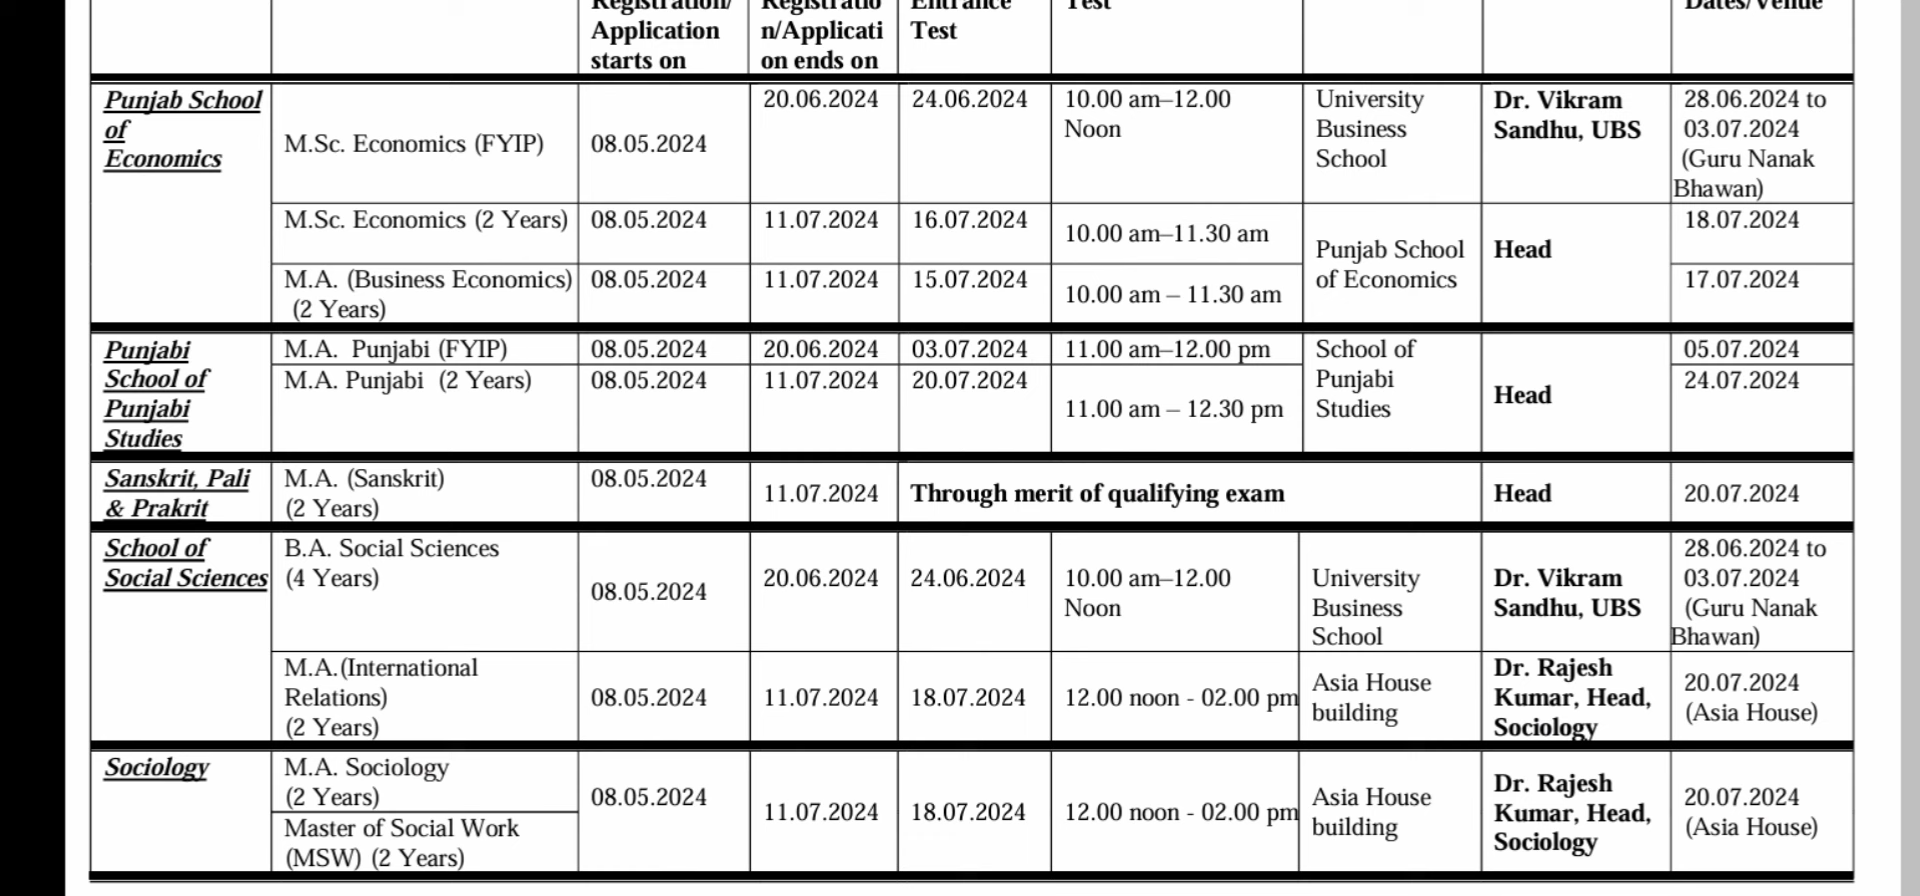 Registration/ Registratio Entrance Test Dates/Venue
Application n/Applicati Test
starts on on ends on
Punjab School of Economics
M.Sc. Economics (FYIP) 08.05.2024 20.06.2024 24.06.2024 10.00 am–12.00 Noon University Business School Dr. Vikram Sandhu, UBS 28.06.2024 to 03.07.2024 (Guru Nanak Bhawan)
M.Sc. Economics (2 Years) 08.05.2024 11.07.2024 16.07.2024 10.00 am–11.30 am Punjab School of Economics Head 18.07.2024
M.A. (Business Economics) (2 Years) 08.05.2024 11.07.2024 15.07.2024 10.00 am – 11.30 am 17.07.2024
Punjabi School of Punjabi Studies
M.A. Punjabi (FYIP) 08.05.2024 20.06.2024 03.07.2024 11.00 am–12.00 pm School of Punjabi Studies Head 05.07.2024
M.A. Punjabi (2 Years) 08.05.2024 11.07.2024 20.07.2024 11.00 am – 12.30 pm 24.07.2024
Sanskrit, Pali & Prakrit
M.A. (Sanskrit) (2 Years) 08.05.2024 11.07.2024 Through merit of qualifying exam Head 20.07.2024
School of Social Sciences
B.A. Social Sciences (4 Years) 08.05.2024 20.06.2024 24.06.2024 10.00 am–12.00 Noon University Business School Dr. Vikram Sandhu, UBS 28.06.2024 to 03.07.2024 (Guru Nanak Bhawan)
M.A.(International Relations) (2 Years) 08.05.2024 11.07.2024 18.07.2024 12.00 noon - 02.00 pm Asia House building Dr. Rajesh Kumar, Head, Sociology 20.07.2024 (Asia House)
Sociology
M.A. Sociology (2 Years) 08.05.2024 11.07.2024 18.07.2024 12.00 noon - 02.00 pm Asia House building Dr. Rajesh Kumar, Head, Sociology 20.07.2024 (Asia House)
Master of Social Work (MSW) (2 Years)